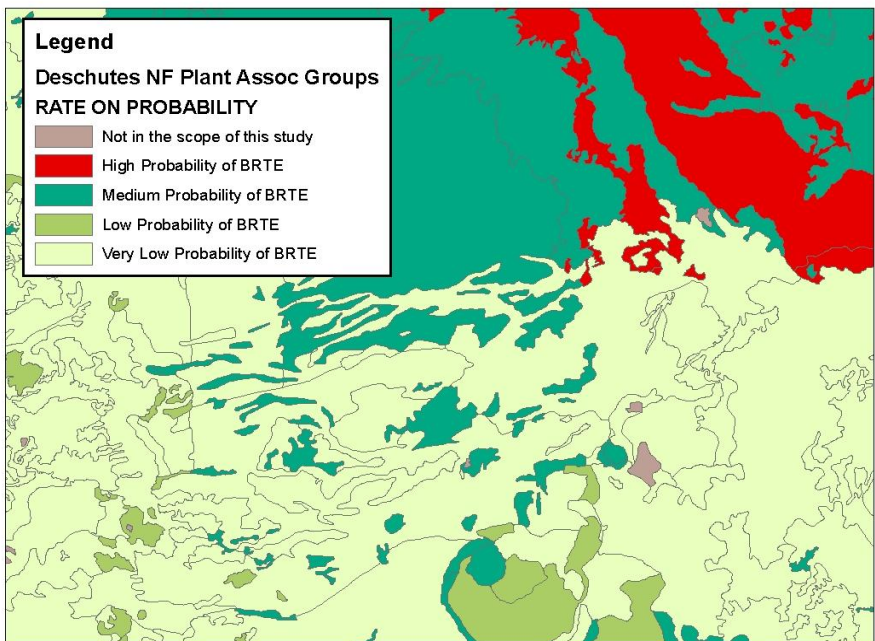 Legend
Deschutes NF Plant Assoc Groups
RATE ON PROBABILITY
Not in the scope of this study
High Probability of BRTE
Medium Probability of BRTE
Low Probability of BRTE
Very Low Probability of BRTE